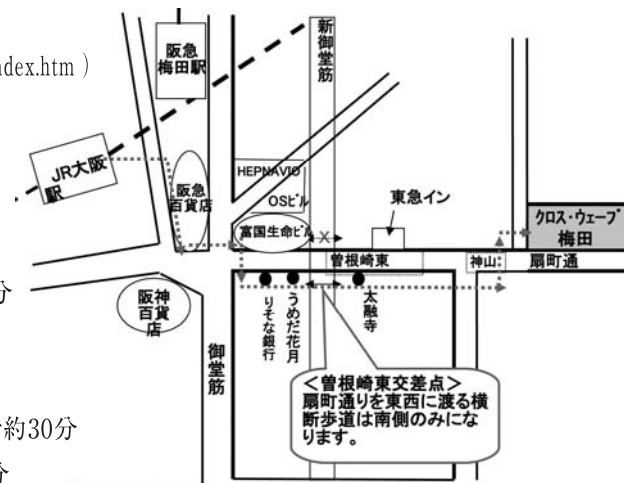 ndex.htm )
分
約30分
分
阪急
梅田駅
新御堂筋
JR大阪
駅
阪急
百貨店
HEPNAVIO
OSビル
富国生命ビル
X
東急イン
クロス・ウェーブ
梅田
曽根崎東
神山
扇町通
阪神
百貨
店
御堂筋
りそな銀行
うめだ花月
太融寺
＜曽根崎東交差点＞
扇町通りを東西に渡る横
断歩道は南側のみにな
ります。